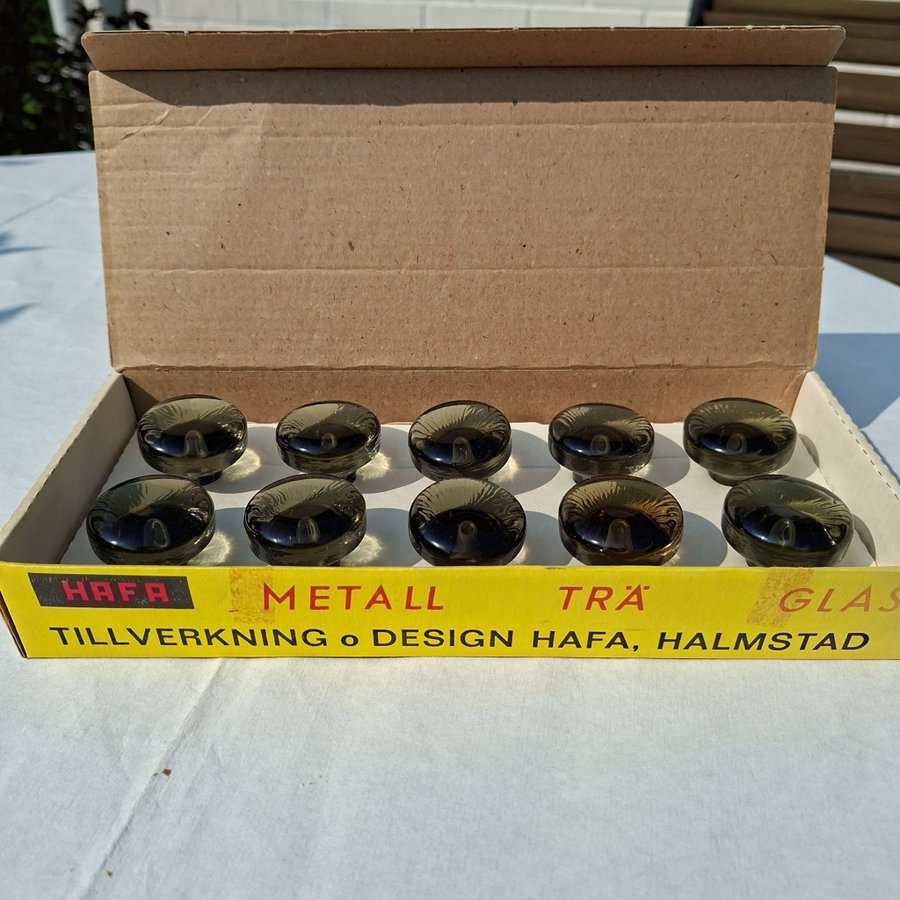 HAFA METALL TRÄ GLAS
TILLVERKNING o DESIGN HAFA, HALMSTAD